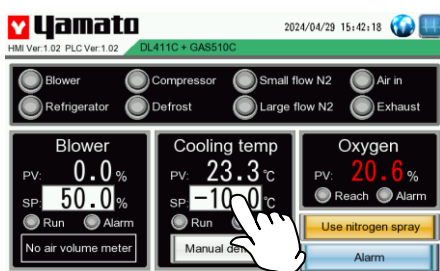 Yamato
2024/04/29 15:42:18
HMI Ver:1.02 PLC Ver:1.02 DL411C + GAS510C
Blower Compressor Small flow N2 Air in
Refrigerator Defrost Large flow N2 Exhaust
Blower
PV: 0.0 %
SP: 50.0 %
Run Alarm
No air volume meter
Cooling temp
PV: 23.3 ℃
SP: -10.0 ℃
Run
Manual def
Oxygen
PV: 20.6 %
Reach Alarm
Use nitrogen spray
Alarm